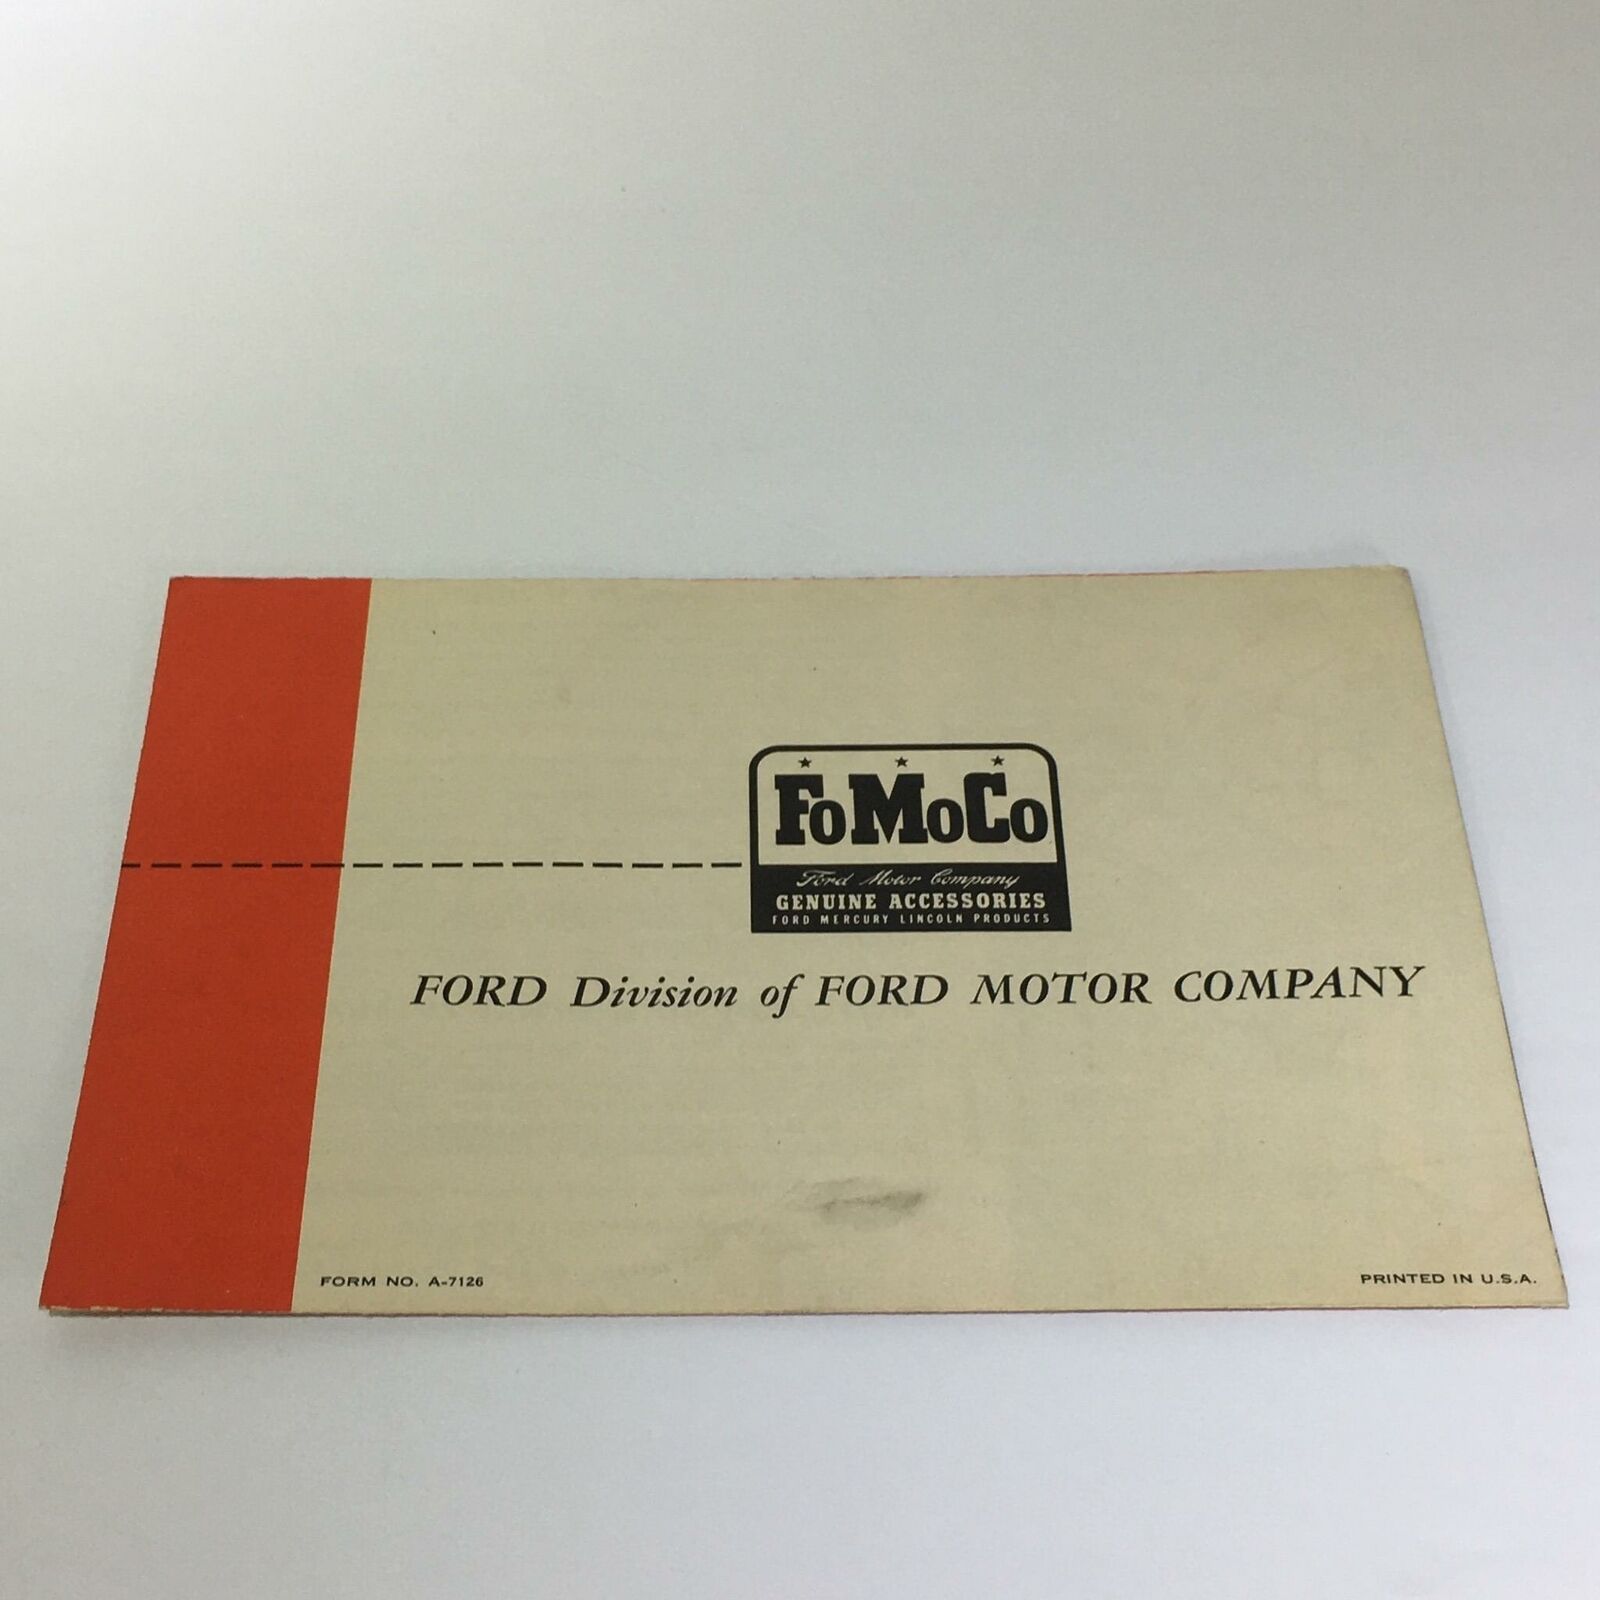 FoMoCo
Ford Motor Company
GENUINE ACCESSORIES
FORD MERCURY LINCOLN PRODUCTS
FORD Division of FORD MOTOR COMPANY
FORM NO. A-7126
PRINTED IN U.S.A.